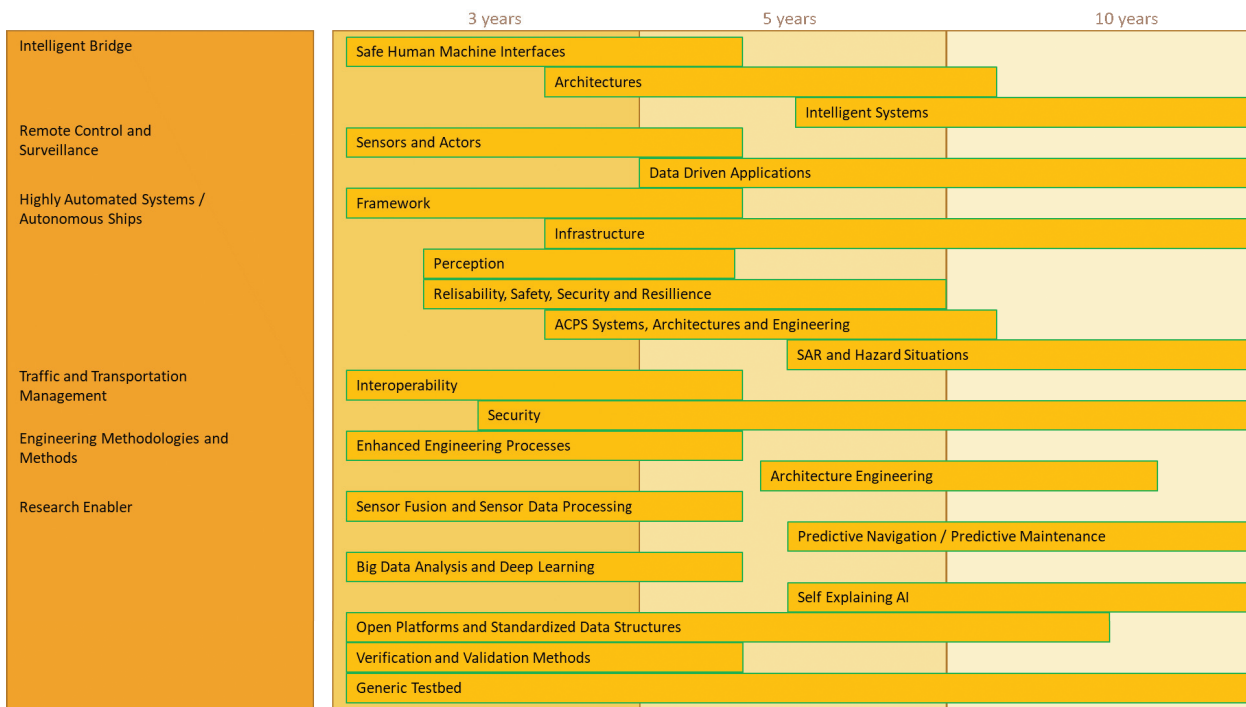 3 years
5 years
10 years
Intelligent Bridge
Safe Human Machine Interfaces
Architectures
Intelligent Systems
Remote Control and
Surveillance
Sensors and Actors
Data Driven Applications
Highly Automated Systems /
Autonomous Ships
Framework
Infrastructure
Perception
Relisability, Safety, Security and Resillience
ACPS Systems, Architectures and Engineering
SAR and Hazard Situations
Traffic and Transportation
Management
Interoperability
Security
Engineering Methodologies and
Methods
Enhanced Engineering Processes
Architecture Engineering
Research Enabler
Sensor Fusion and Sensor Data Processing
Predictive Navigation / Predictive Maintenance
Big Data Analysis and Deep Learning
Self Explaining AI
Open Platforms and Standardized Data Structures
Verification and Validation Methods
Generic Testbed